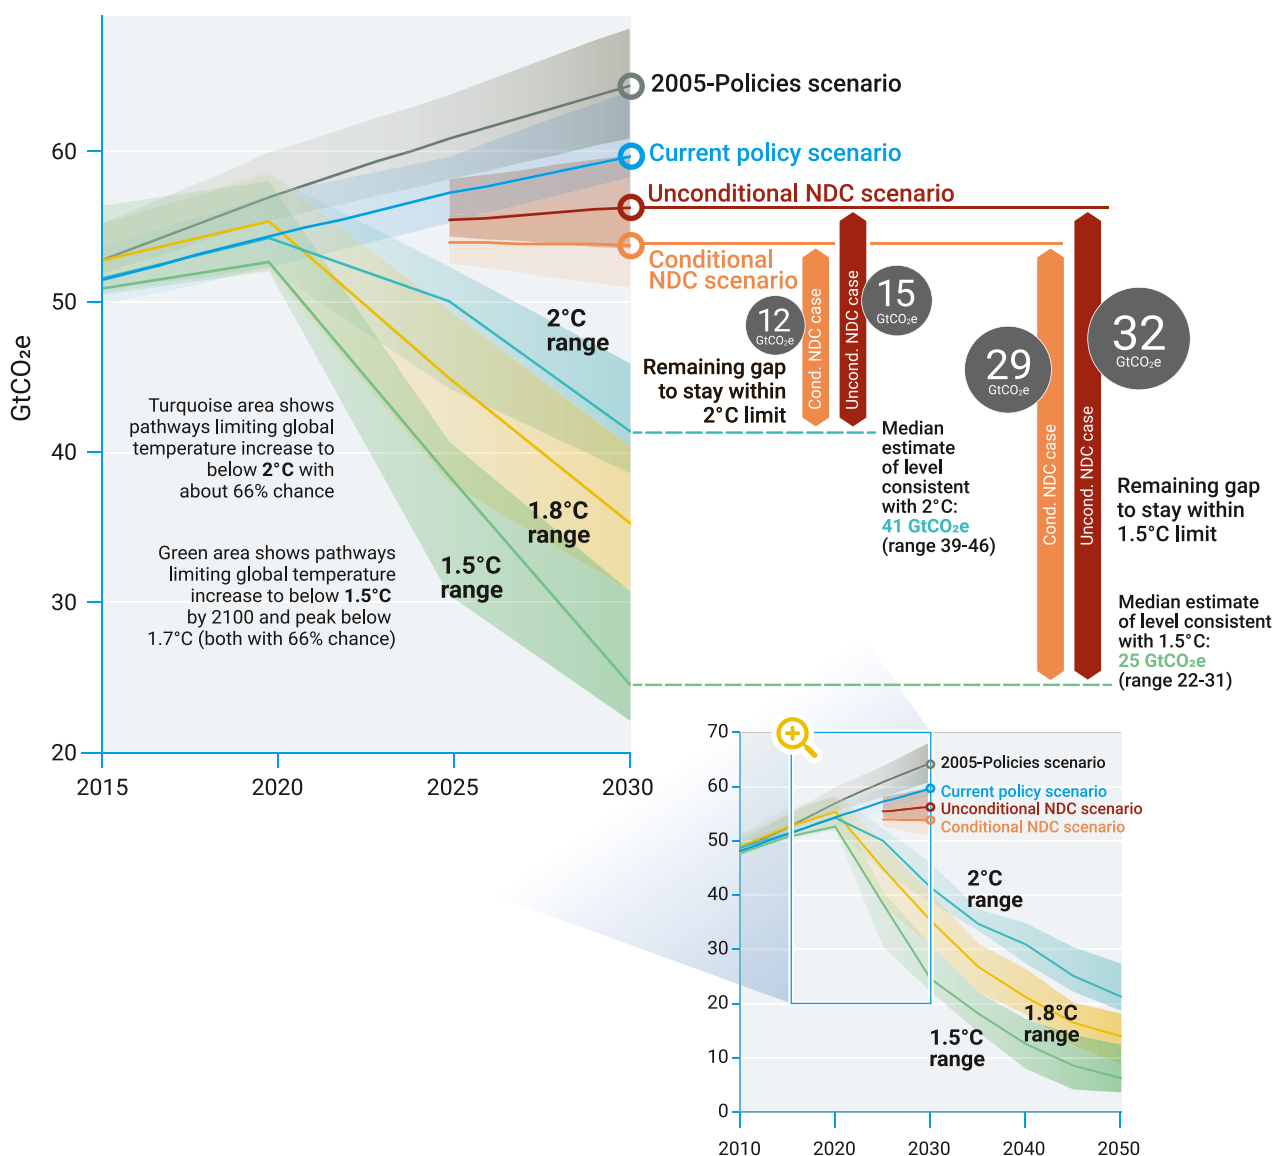 GtCO₂e
60
50
40
30
20
2015
2020
2025
2030
2005-Policies scenario
Current policy scenario
Unconditional NDC scenario
Conditional
NDC scenario
2°C
range
1.8°C
range
1.5°C
range
Turquoise area shows
pathways limiting global
temperature increase to
below 2°C with
about 66% chance
Green area shows pathways
limiting global temperature
increase to below 1.5°C
by 2100 and peak below
1.7°C (both with 66% chance)
12
GtCO₂e
15
GtCO₂e
Cond. NDC case
Uncond. NDC case
Remaining gap
to stay within
2°C limit
Median
estimate
of level
consistent
with 2°C:
41 GtCO₂e
(range 39-46)
29
GtCO₂e
32
GtCO₂e
Cond. NDC case
Uncond. NDC case
Remaining gap
to stay within
1.5°C limit
Median estimate
of level consistent
with 1.5°C:
25 GtCO₂e
(range 22-31)
70
60
50
40
30
20
10
0
2010
2020
2030
2040
2050
2005-Policies scenario
Current policy scenario
Unconditional NDC scenario
Conditional NDC scenario
2°C
range
1.8°C
range
1.5°C
range